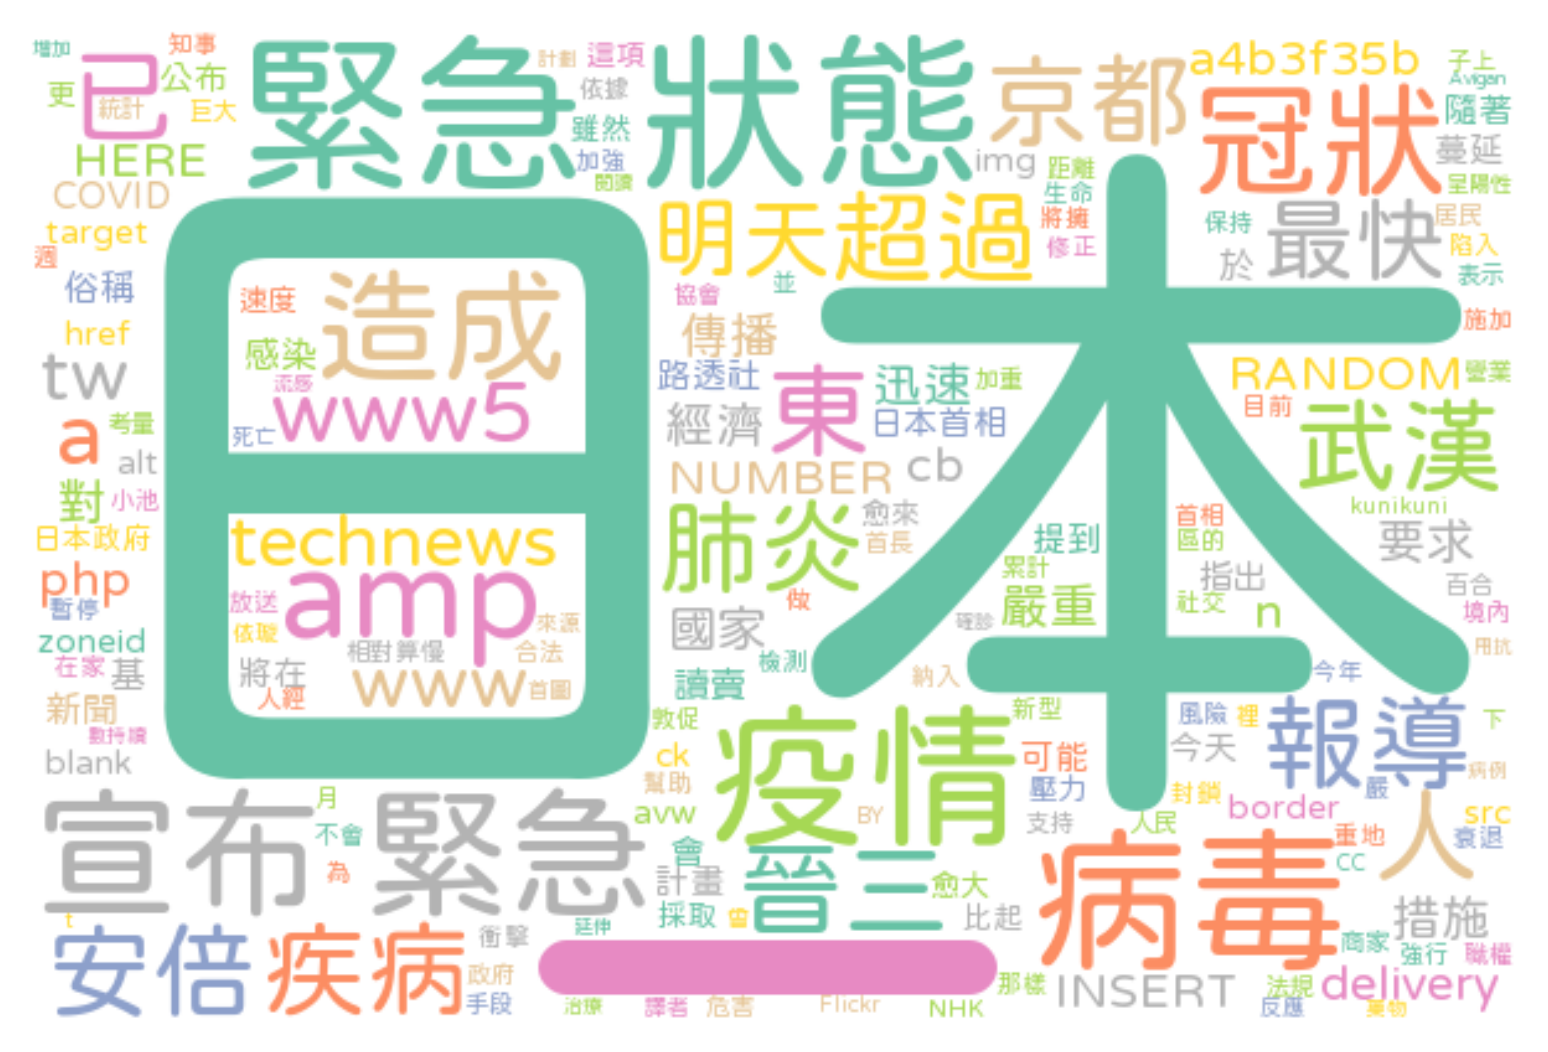 增加
知事
已
公布
更
統計
巨大
HERE
COVID
target
週
俗稱
href
tw
a
考量
alt
對
小池
日本政府
php
暫停
zoneid
在家
基
新聞
數持續
blank
緊急
狀態
計劃
這項
依據
雖然
加強
閱讀
京都
img
距離
生命
將擁
修正
a4b3f35b
子上
Avigan
隨著
冠狀
蔓延
呈陽性
保持
居民
最快
於
陷入
表示
施加
日本
速度
造成
感染
流感
www5
死亡
technews
amp
放送
依璇
來源
相對算慢
合法
將在
www
首圖
人經
明天
超過
協會
並
傳播
路透社
東
迅速
加重
經濟
日本首相
NUMBER
cb
肺炎
愈來
首長
提到
累計
嚴重
做
國家
確診
檢測
讀賣
納入
RANDOM
營業
目前
武漢
kunikuni
首相
區的
要求
指出
百合
社交
n
境內
用抗
今年
敦促
疫情
新型
風險
裡
報導
下
ck
可能
今天
病例
幫助
壓力
嚴
avw
BY
支持
封鎖
border
人
src
人民
重地
衰退
宣布
緊急
月
不會
為
會
晉三
計畫
愈大
病毒
CC
採取
曾
比起
措施
t
安倍
疾病
衝擊
延伸
一
商家
強行
職權
政府
手段
那樣
INSERT
法規
delivery
治療
譯者
危害
Flickr
NHK
反應
藥物